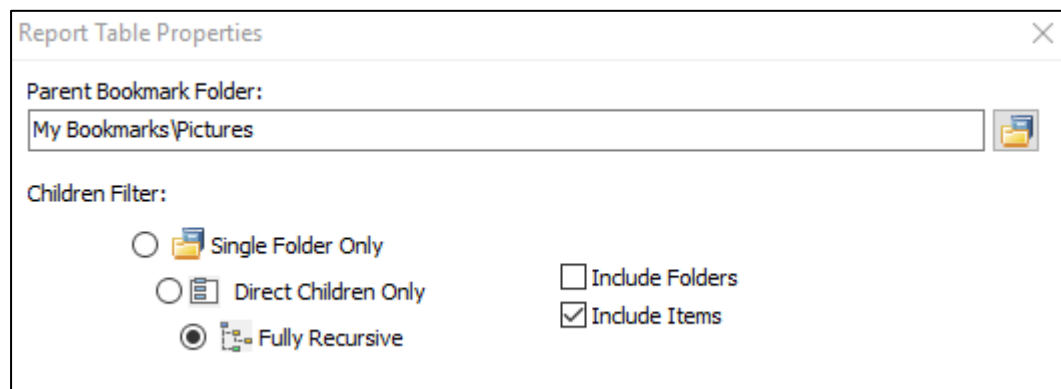 Report Table Properties
Parent Bookmark Folder:
My Bookmarks\Pictures
Children Filter:
Single Folder Only
Direct Children Only
Fully Recursive
Include Folders
Include Items